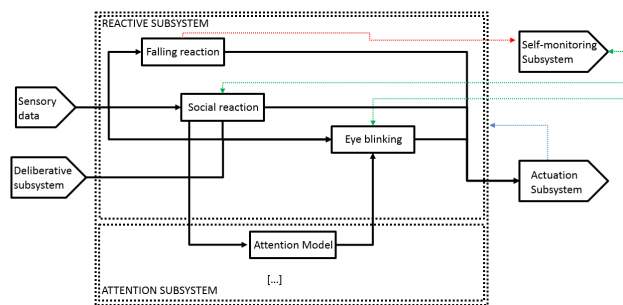 REACTIVE SUBSYSTEM
Falling reaction
Self-monitoring
Subsystem
Sensory
data
Social reaction
Eye blinking
Deliberative
subsystem
Actuation
Subsystem
Attention Model
[...]
ATTENTION SUBSYSTEM